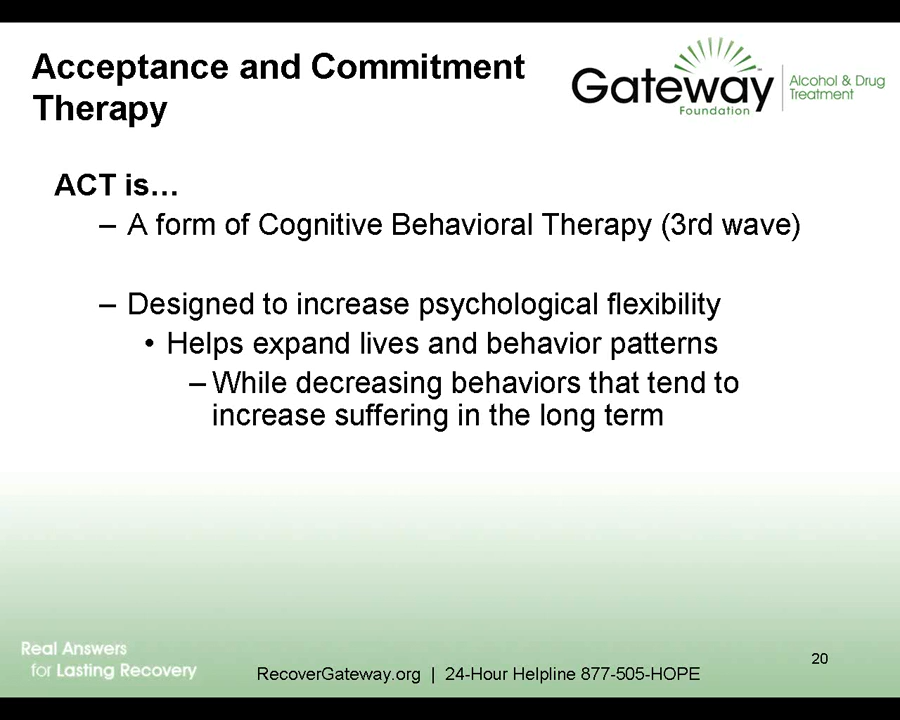 Acceptance and Commitment
Therapy
Gateway
Foundation
Alcohol & Drug
Treatment
ACT is…
– A form of Cognitive Behavioral Therapy (3rd wave)
– Designed to increase psychological flexibility
• Helps expand lives and behavior patterns
– While decreasing behaviors that tend to
increase suffering in the long term
Real Answers
for Lasting Recovery
RecoverGateway.org | 24-Hour Helpline 877-505-HOPE
20